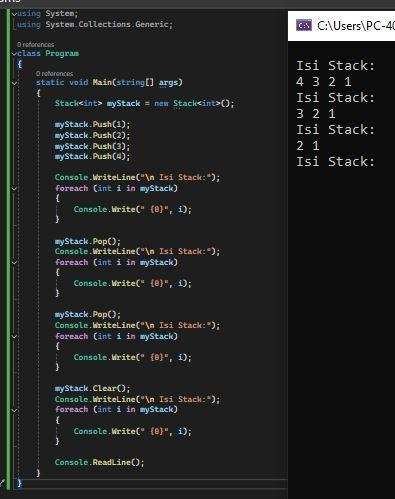 using System;
using System.Collections.Generic;
0 references
class Program
{
0 references
static void Main(string[] args)
{
Stack<int> myStack = new Stack<int>();
myStack.Push(1);
myStack.Push(2);
myStack.Push(3);
myStack.Push(4);
Console.WriteLine("\n Isi Stack:");
foreach (int i in myStack)
{
Console.Write(" {0}", i);
}
myStack.Pop();
Console.WriteLine("\n Isi Stack:");
foreach (int i in myStack)
{
Console.Write(" {0}", i);
}
myStack.Pop();
Console.WriteLine("\n Isi Stack:");
foreach (int i in myStack)
{
Console.Write(" {0}", i);
}
myStack.Clear();
Console.WriteLine("\n Isi Stack:");
foreach (int i in myStack)
{
Console.Write(" {0}", i);
}
Console.ReadLine();
}
}
C:\Users\PC-40
Isi Stack:
4 3 2 1
Isi Stack:
3 2 1
Isi Stack:
2 1
Isi Stack: